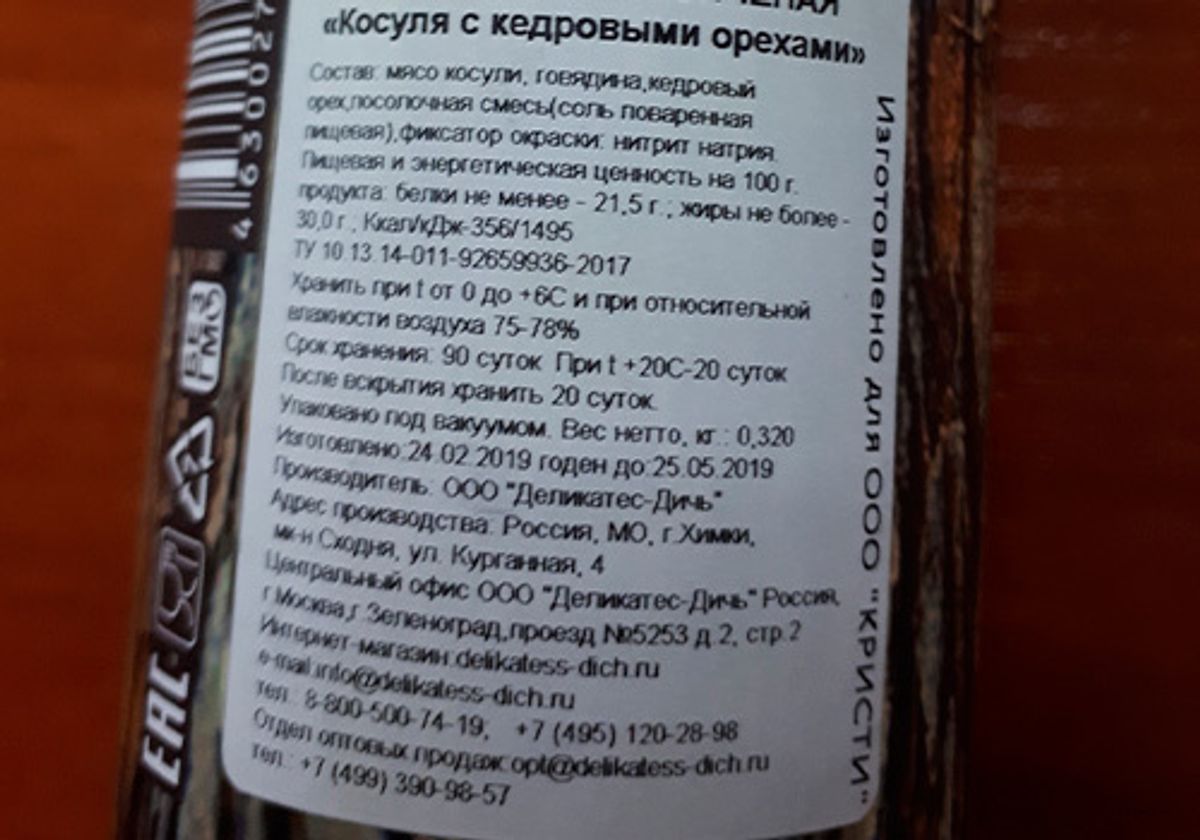 «Косуля с кедровыми орехами»
Состав: мясо косули, говядина,кедровый
орех,посолочная смесь(соль поваренная
пищевая),фиксатор окраски: нитрит натрия.
Пищевая и энергетическая ценность на 100 г.
продукта: белки не менее - 21,5 г.; жиры не более -
30,0 г.; Ккал/кДж-356/1495
ТУ 10.13.14-011-92659936-2017
Хранить при t от 0 до +6С и при относительной
влажности воздуха 75-78%
Срок хранения: 90 суток При t +20С-20 суток
После вскрытия хранить 20 суток.
Упаковано под вакуумом. Вес нетто, кг.: 0,320
Изготовлено:24.02.2019 годен до:25.05.2019
Производитель: ООО "Деликатес-Дичь"
Адрес производства: Россия, МО, г.Химки,
мк-н Сходня, ул. Курганная, 4
Центральный офис ООО "Деликатес-Дичь" Россия,
г.Москва,г.Зеленоград,проезд №5253 д.2, стр.2
Интернет-магазин:delikatess-dich.ru
e-mail:info@delikatess-dich.ru
тел.: 8-800-500-74-19, +7 (495) 120-28-98
Отдел оптовых продаж:opt@delikatess-dich.ru
тел.: +7 (499) 390-98-57
Изготовлено для ООО "КРИСТИ"
БЕЗ
ГМО
EAC